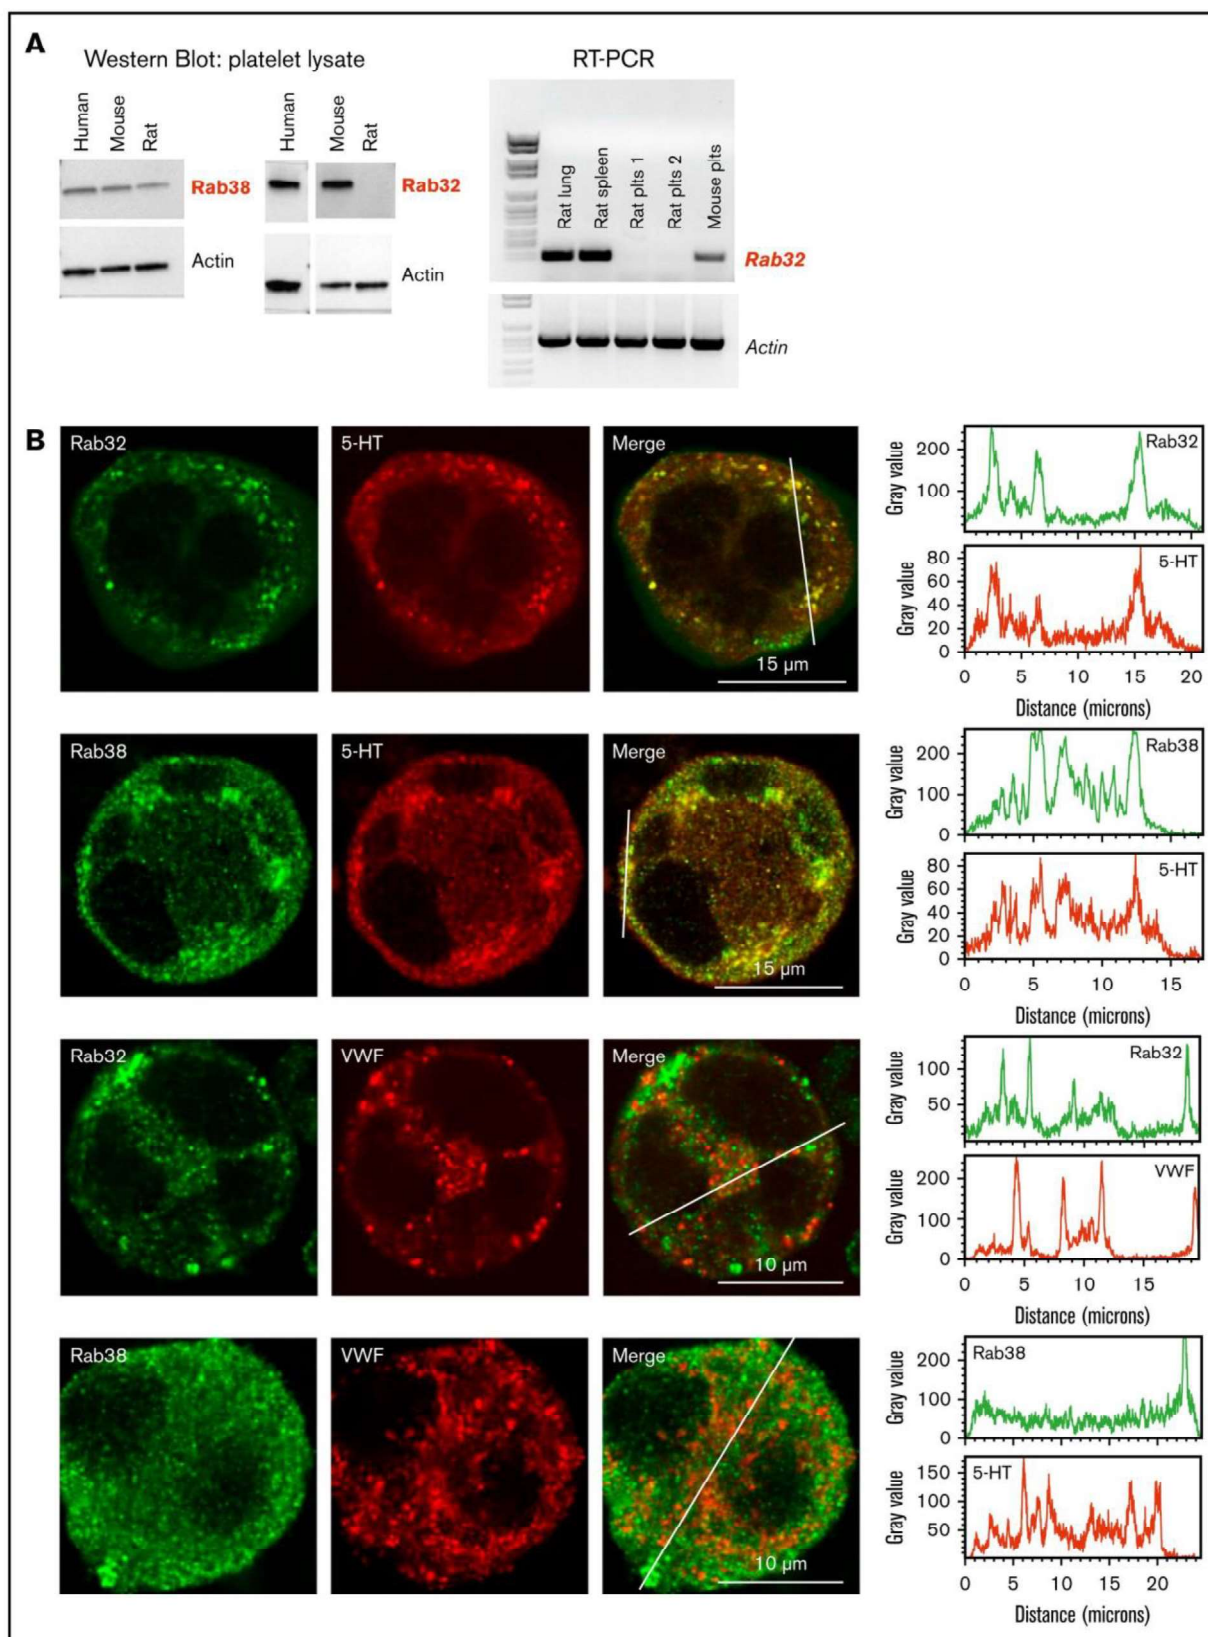 A
Western Blot: platelet lysate
RT-PCR
Human
Mouse
Rat
Rab38
Actin
Human
Mouse
Rat
Rab32
Actin
Rat lung
Rat spleen
Rat plts 1
Rat plts 2
Mouse plts
Rab32
Actin
B
Rab32
5-HT
Merge
15 µm
Gray value
200
100
Rab32
Gray value
80
60
40
20
0
5-HT
0 5 10 15 20
Distance (microns)
Rab38
5-HT
Merge
15 µm
Gray value
200
100
0
Rab38
Gray value
80
60
40
20
0
5-HT
0 5 10 15
Distance (microns)
Rab32
VWF
Merge
10 µm
Gray value
100
50
0
Rab32
Gray value
200
100
0
VWF
0 5 10 15
Distance (microns)
Rab38
VWF
Merge
10 µm
Gray value
200
100
0
Rab38
Gray value
150
100
50
5-HT
0 5 10 15 20
Distance (microns)